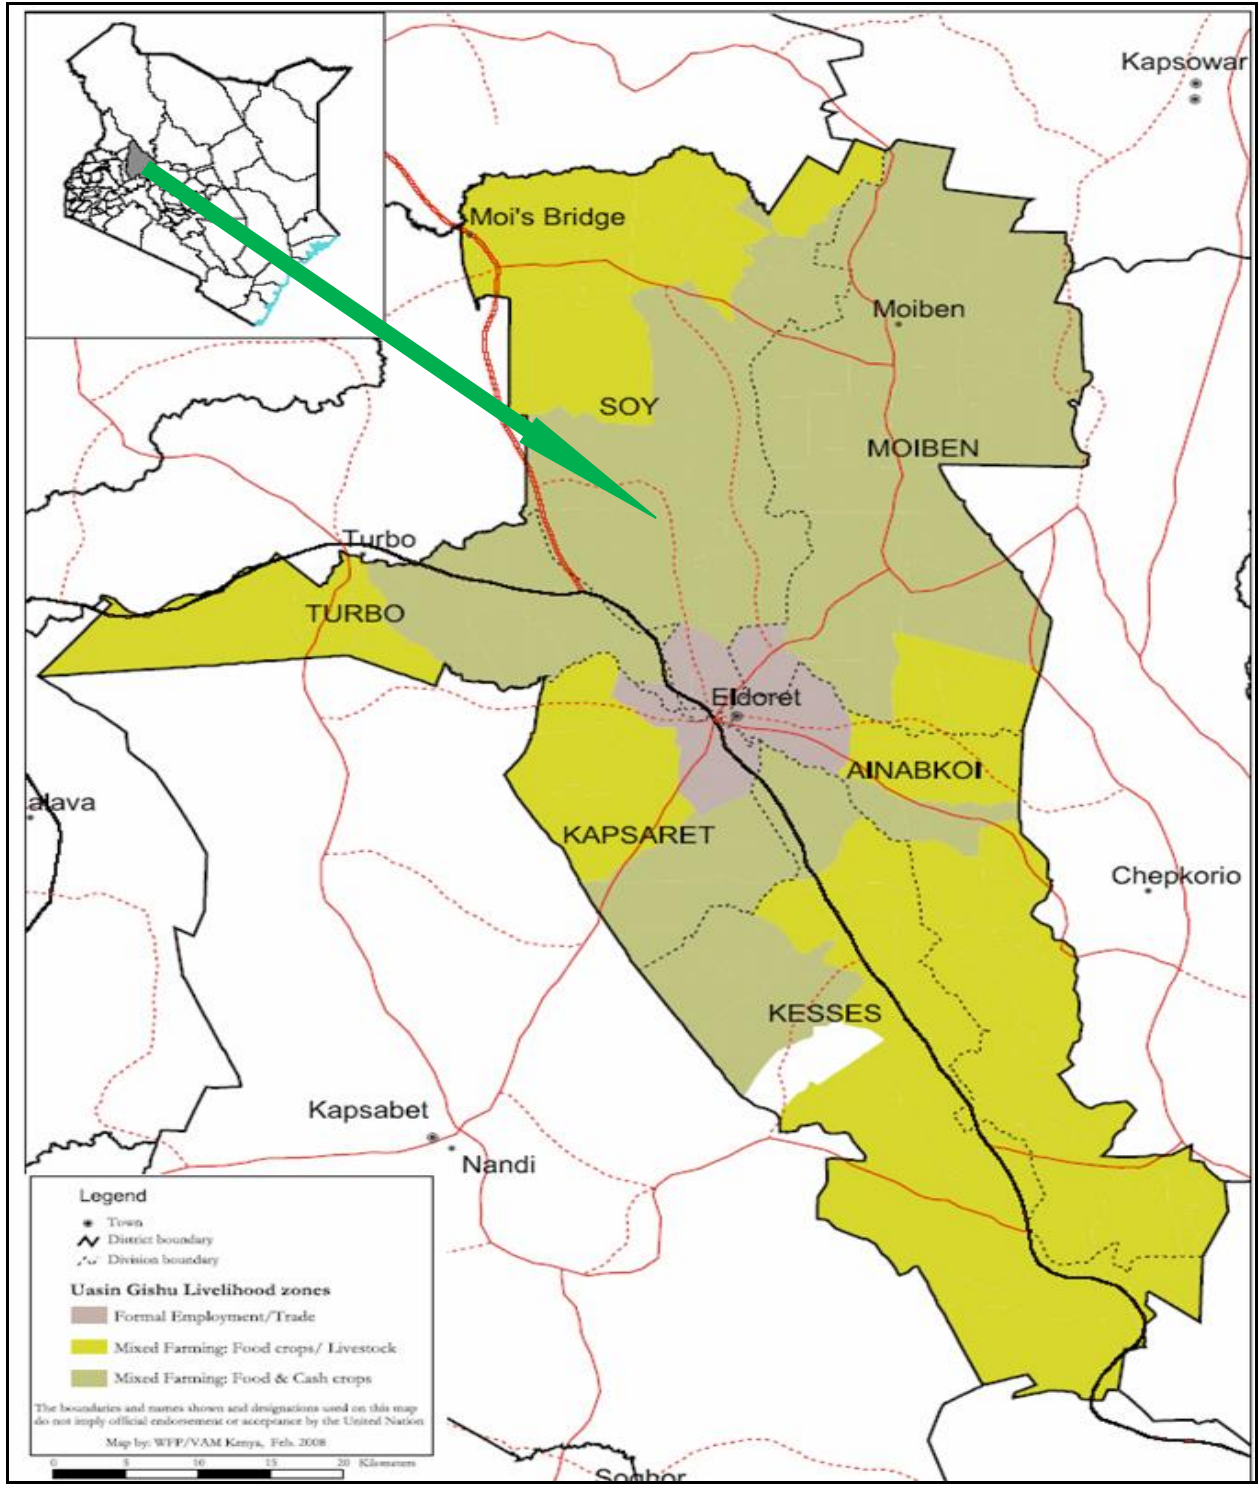 Kapsowar
Moi's Bridge
Moiben
SOY
MOIBEN
Turbo
TURBO
Eldoret
AINABKOI
alava
KAPSARET
Chepkorio
KESSES
Kapsabet
Nandi
Legend
Town
District boundary
Division boundary
Uasin Gishu Livelihood zones
Formal Employment/Trade
Mixed Farming: Food crops/ Livestock
Mixed Farming: Food & Cash crops
The boundaries and names shown and designations used on this map
do not imply official endorsement or acceptance by the United Nation
Map by: WFP/VAM Kenya, Feb. 2008
0 5 10 15 20 Kilometers
Soghor